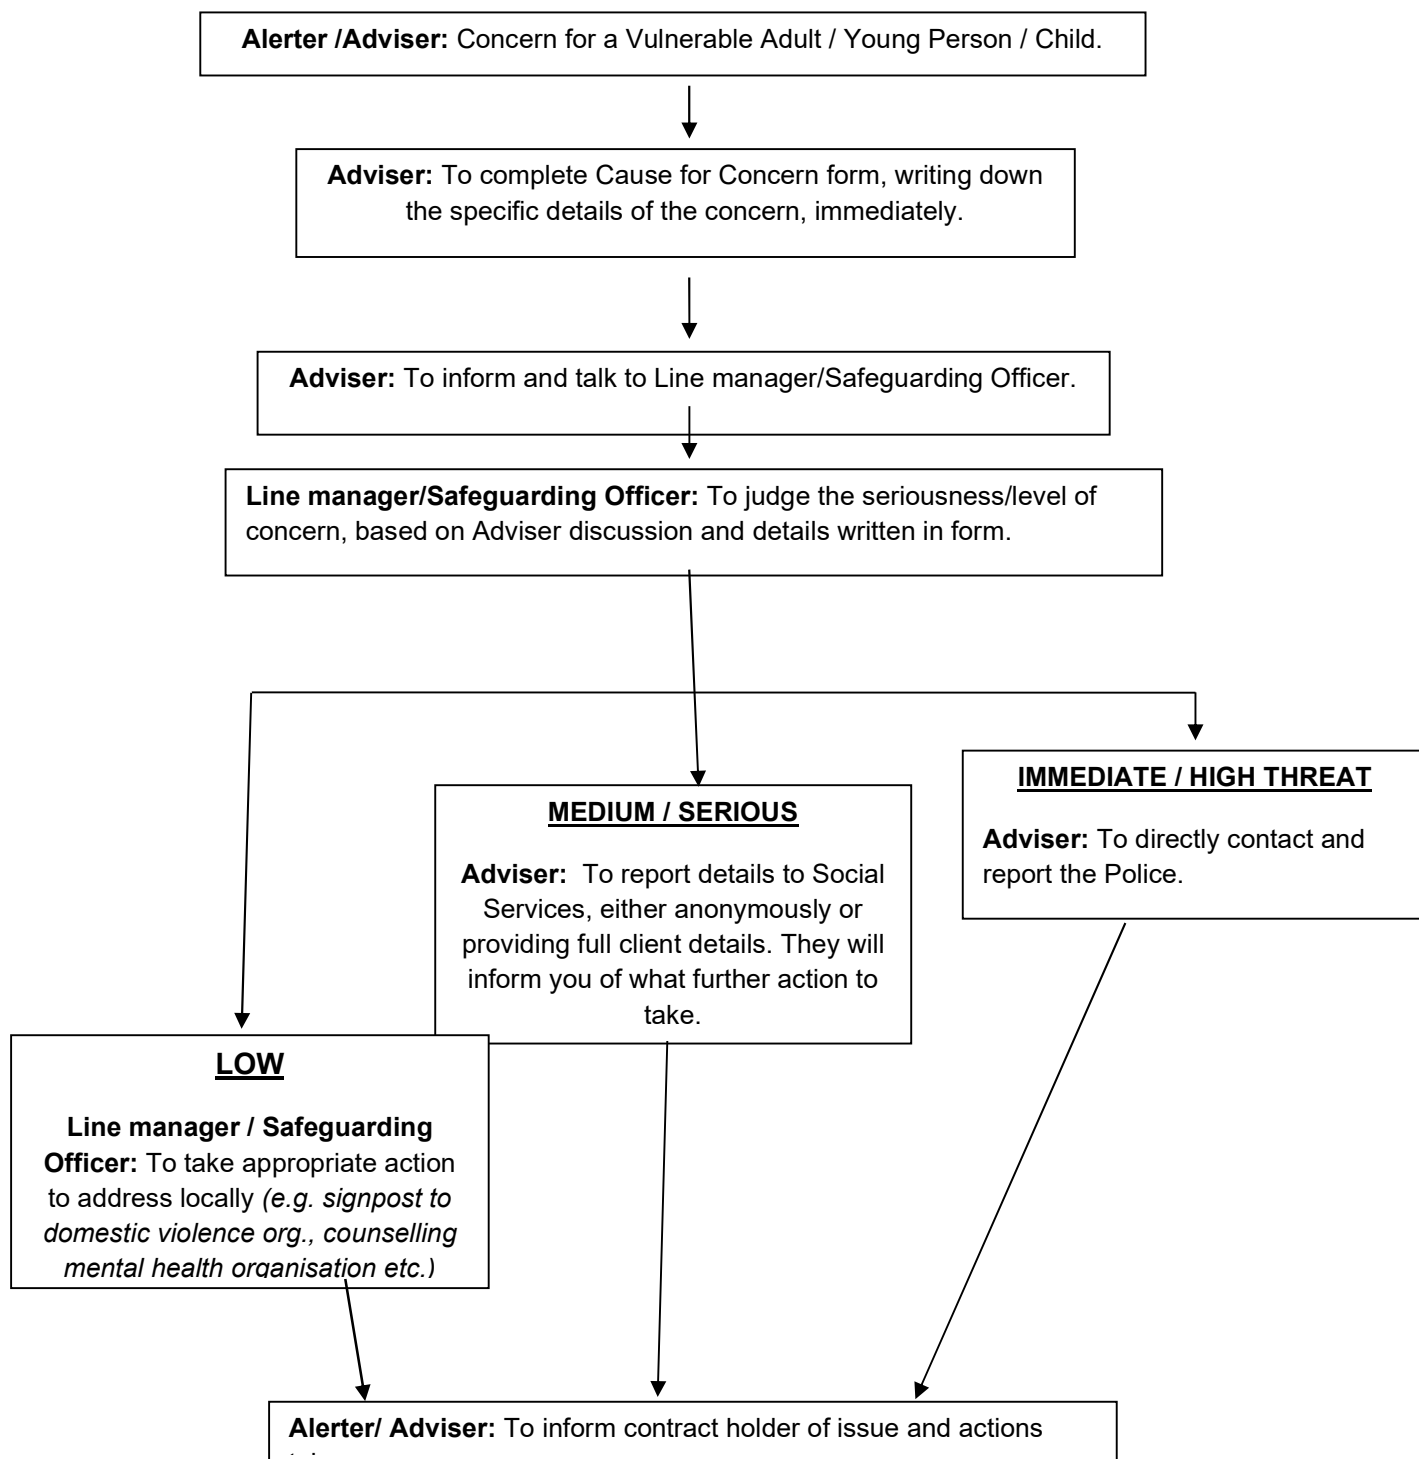 Alerter /Adviser: Concern for a Vulnerable Adult / Young Person / Child.
Adviser: To complete Cause for Concern form, writing down
the specific details of the concern, immediately.
Adviser: To inform and talk to Line manager/Safeguarding Officer.
Line manager/Safeguarding Officer: To judge the seriousness/level of
concern, based on Adviser discussion and details written in form.
IMMEDIATE / HIGH THREAT
Adviser: To directly contact and
report the Police.
MEDIUM / SERIOUS
Adviser:  To report details to Social
Services, either anonymously or
providing full client details. They will
inform you of what further action to
take.
LOW
Line manager / Safeguarding
Officer: To take appropriate action
to address locally (e.g. signpost to
domestic violence org., counselling
mental health organisation etc.)
Alerter/ Adviser: To inform contract holder of issue and actions